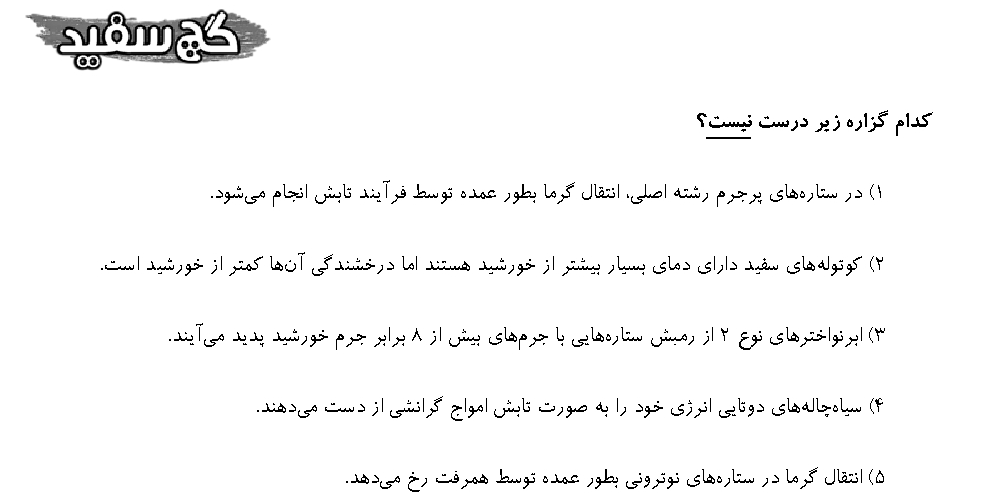 گچ سفید
کدام گزاره زیر درست نیست؟
۱) در ستاره‌های پرجرم رشته اصلی، انتقال گرما بطور عمده توسط فرآیند تابش انجام می‌شود.
۲) کوتوله‌های سفید دارای دمای بسیار بیشتر از خورشید هستند اما درخشندگی آن‌ها کمتر از خورشید است.
۳) ابرنواخترهای نوع ۲ از رمبش ستاره‌هایی با جرم‌های بیش از ۸ برابر جرم خورشید پدید می‌آیند.
۴) سیاه‌چاله‌های دوتایی انرژی خود را به صورت تابش امواج گرانشی از دست می‌دهند.
۵) انتقال گرما در ستاره‌های نوترونی بطور عمده توسط همرفت رخ می‌دهد.